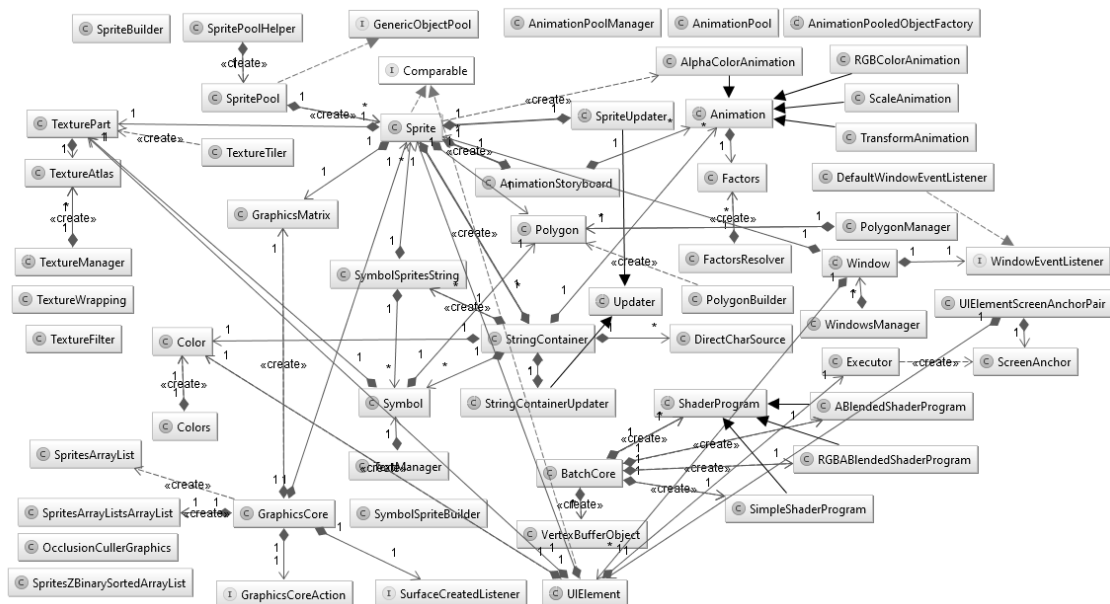 SpriteBuilder
SpritePoolHelper
GenericObjectPool
AnimationPoolManager
AnimationPool
AnimationPooledObjectFactory
«create»
Comparable
AlphaColorAnimation
RGBColorAnimation
SpritePool
«create»
«create»
ScaleAnimation
TexturePart
Sprite
SpriteUpdater
Animation
TransformAnimation
TextureTiler
«create»
TextureAtlas
AnimationStoryboard
Factors
DefaultWindowEventListener
«create»
GraphicsMatrix
«create»
Polygon
«create»
PolygonManager
TextureManager
SymbolSpritesString
«create»
FactorsResolver
Window
WindowEventListener
TextureWrapping
«create»
Updater
PolygonBuilder
UIElementScreenAnchorPair
TextureFilter
Color
StringContainer
DirectCharSource
WindowsManager
«create»
Executor
«create»
ScreenAnchor
Symbol
StringContainerUpdater
ShaderProgram
ABlendedShaderProgram
Colors
«create»
SpritesArrayList
«create»
TextManager
BatchCore
«create»
RGBABlendedShaderProgram
«create»
SpritesArrayListsArrayList
«create»
GraphicsCore
SymbolSpriteBuilder
«create»
SimpleShaderProgram
OcclusionCullerGraphics
VertexBufferObject
SpritesZBinarySortedArrayList
GraphicsCoreAction
SurfaceCreatedListener
UIElement